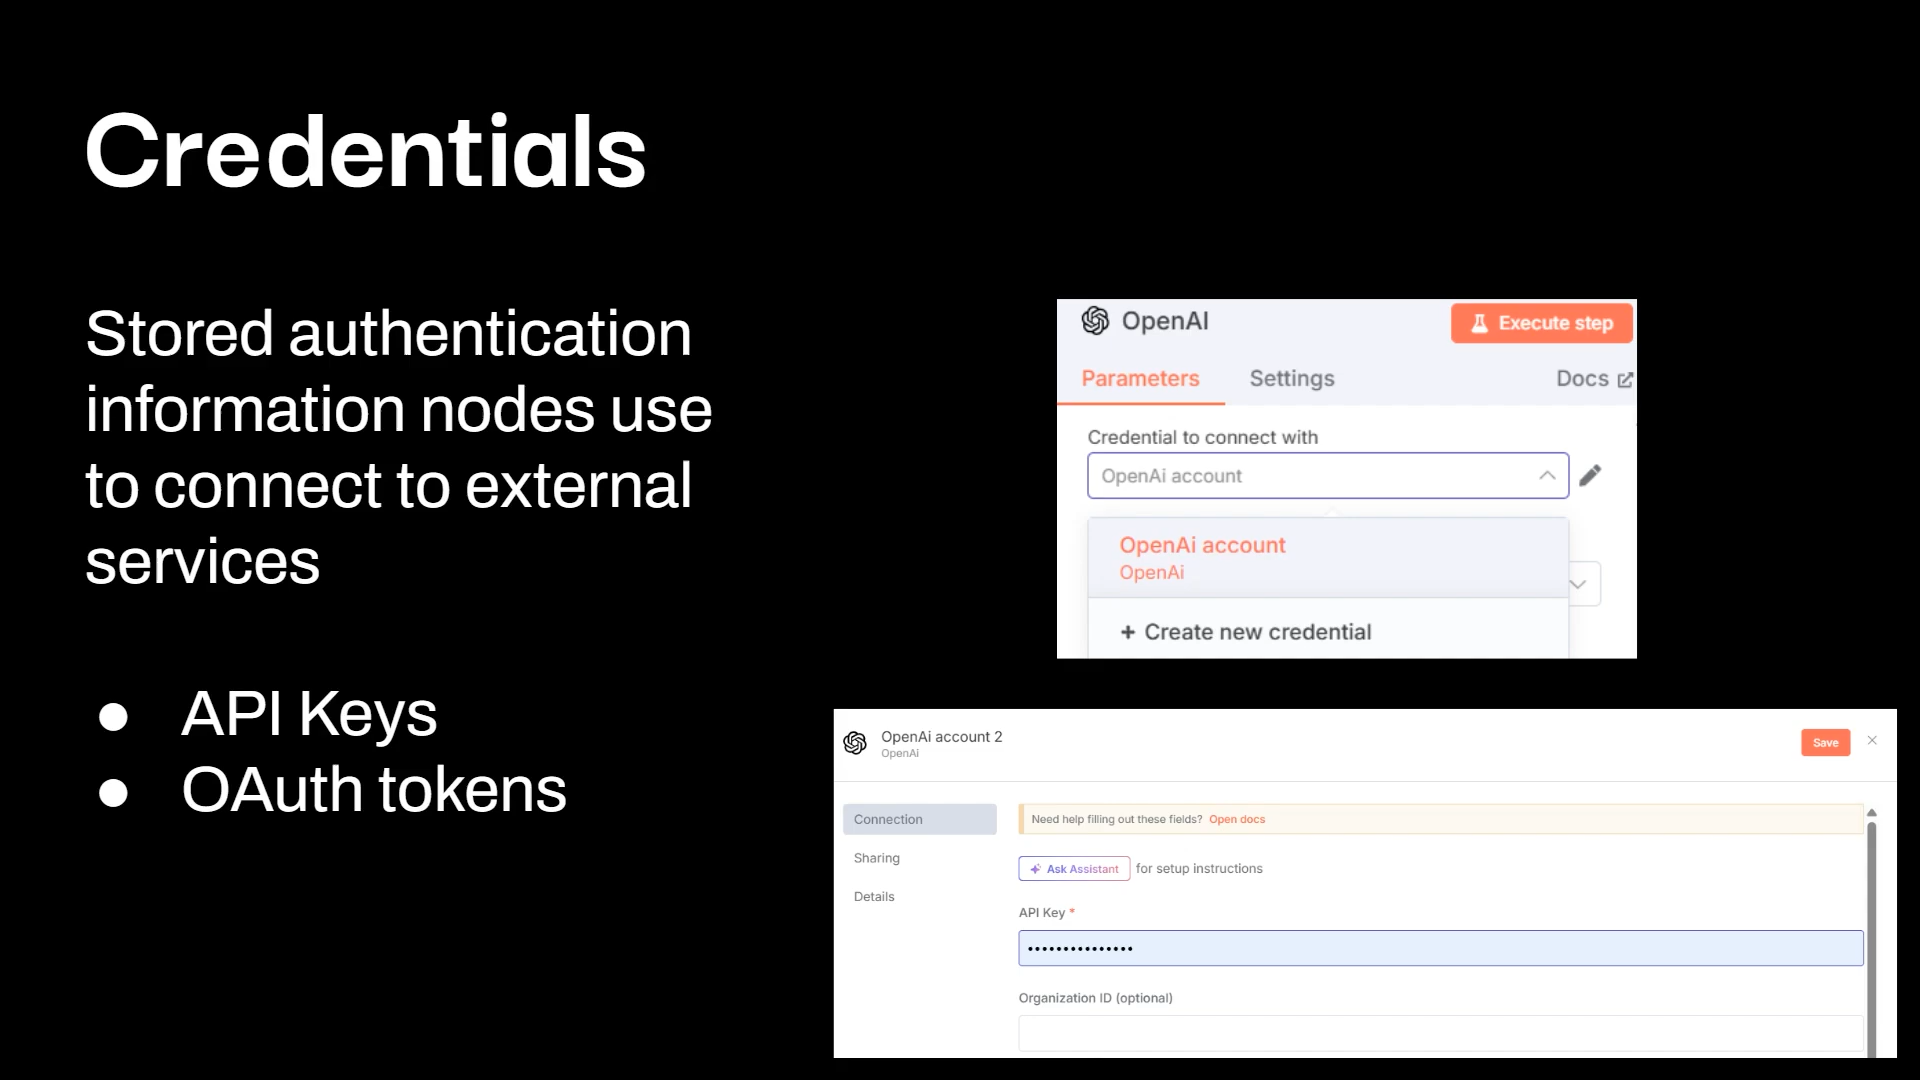 Credentials
Stored authentication
information nodes use
to connect to external
services
● API Keys
● OAuth tokens
OpenAI
Execute step
Parameters
Settings
Docs
Credential to connect with
OpenAi account
OpenAi account
OpenAi
+ Create new credential
OpenAi account 2
OpenAi
Save
Connection
Sharing
Details
Need help filling out these fields? Open docs
Ask Assistant for setup instructions
API Key *
•••••••••••••••
Organization ID (optional)